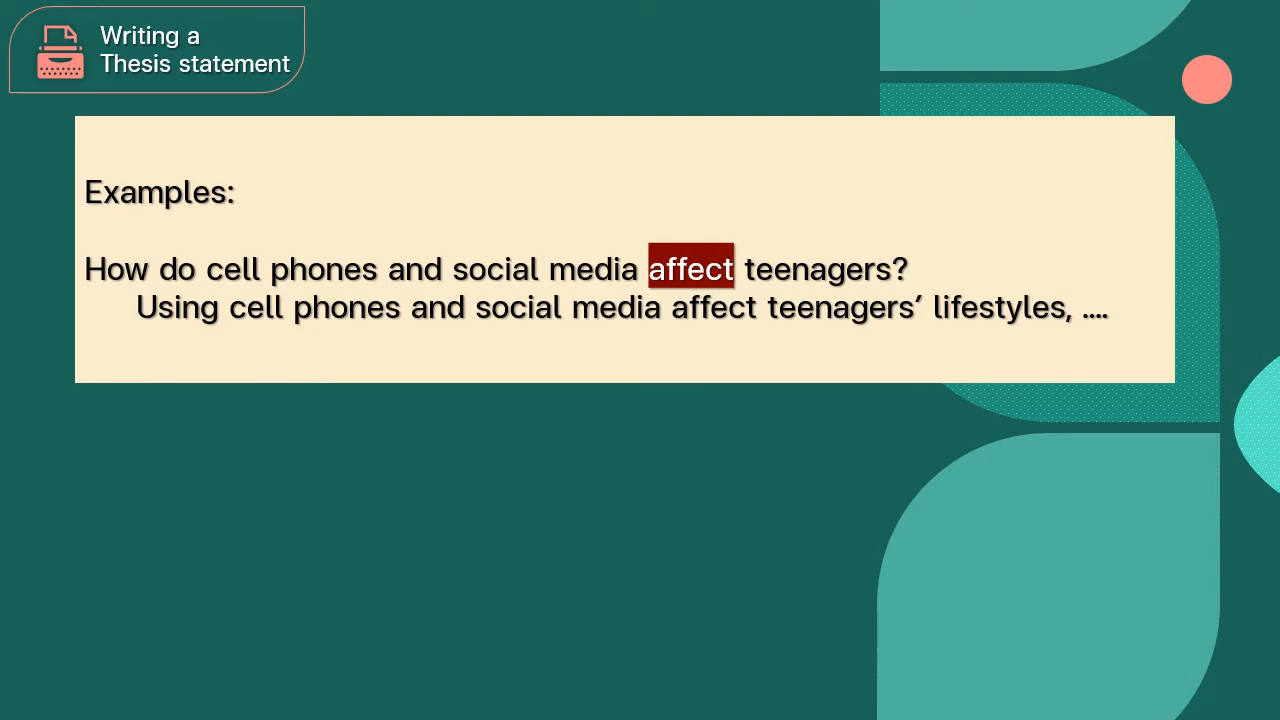 Writing a
Thesis statement
Examples:
How do cell phones and social media affect teenagers?
Using cell phones and social media affect teenagers’ lifestyles, ....